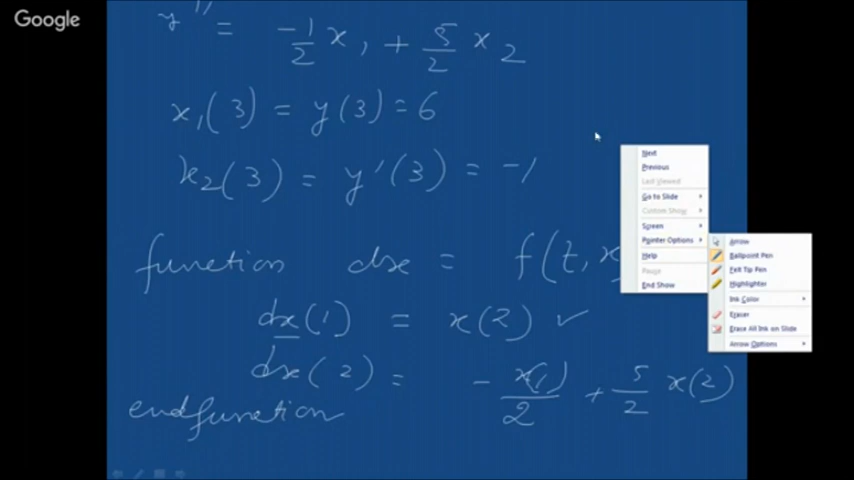 Google
y'' = -1/2 x1 + 5/2 x2
x1(3) = y(3) = 6
x2(3) = y'(3) = -1
function dx = f(t, x
dx(1) = x(2) ✓
dx(2) = - x(1)/2 + 5/2 x(2)
endfunction
Next
Previous
Last Viewed
Go to Slide
Custom Show
Screen
Pointer Options
Help
Pause
End Show
Arrow
Ballpoint Pen
Felt Tip Pen
Highlighter
Ink Color
Eraser
Erase All Ink on Slide
Arrow Options